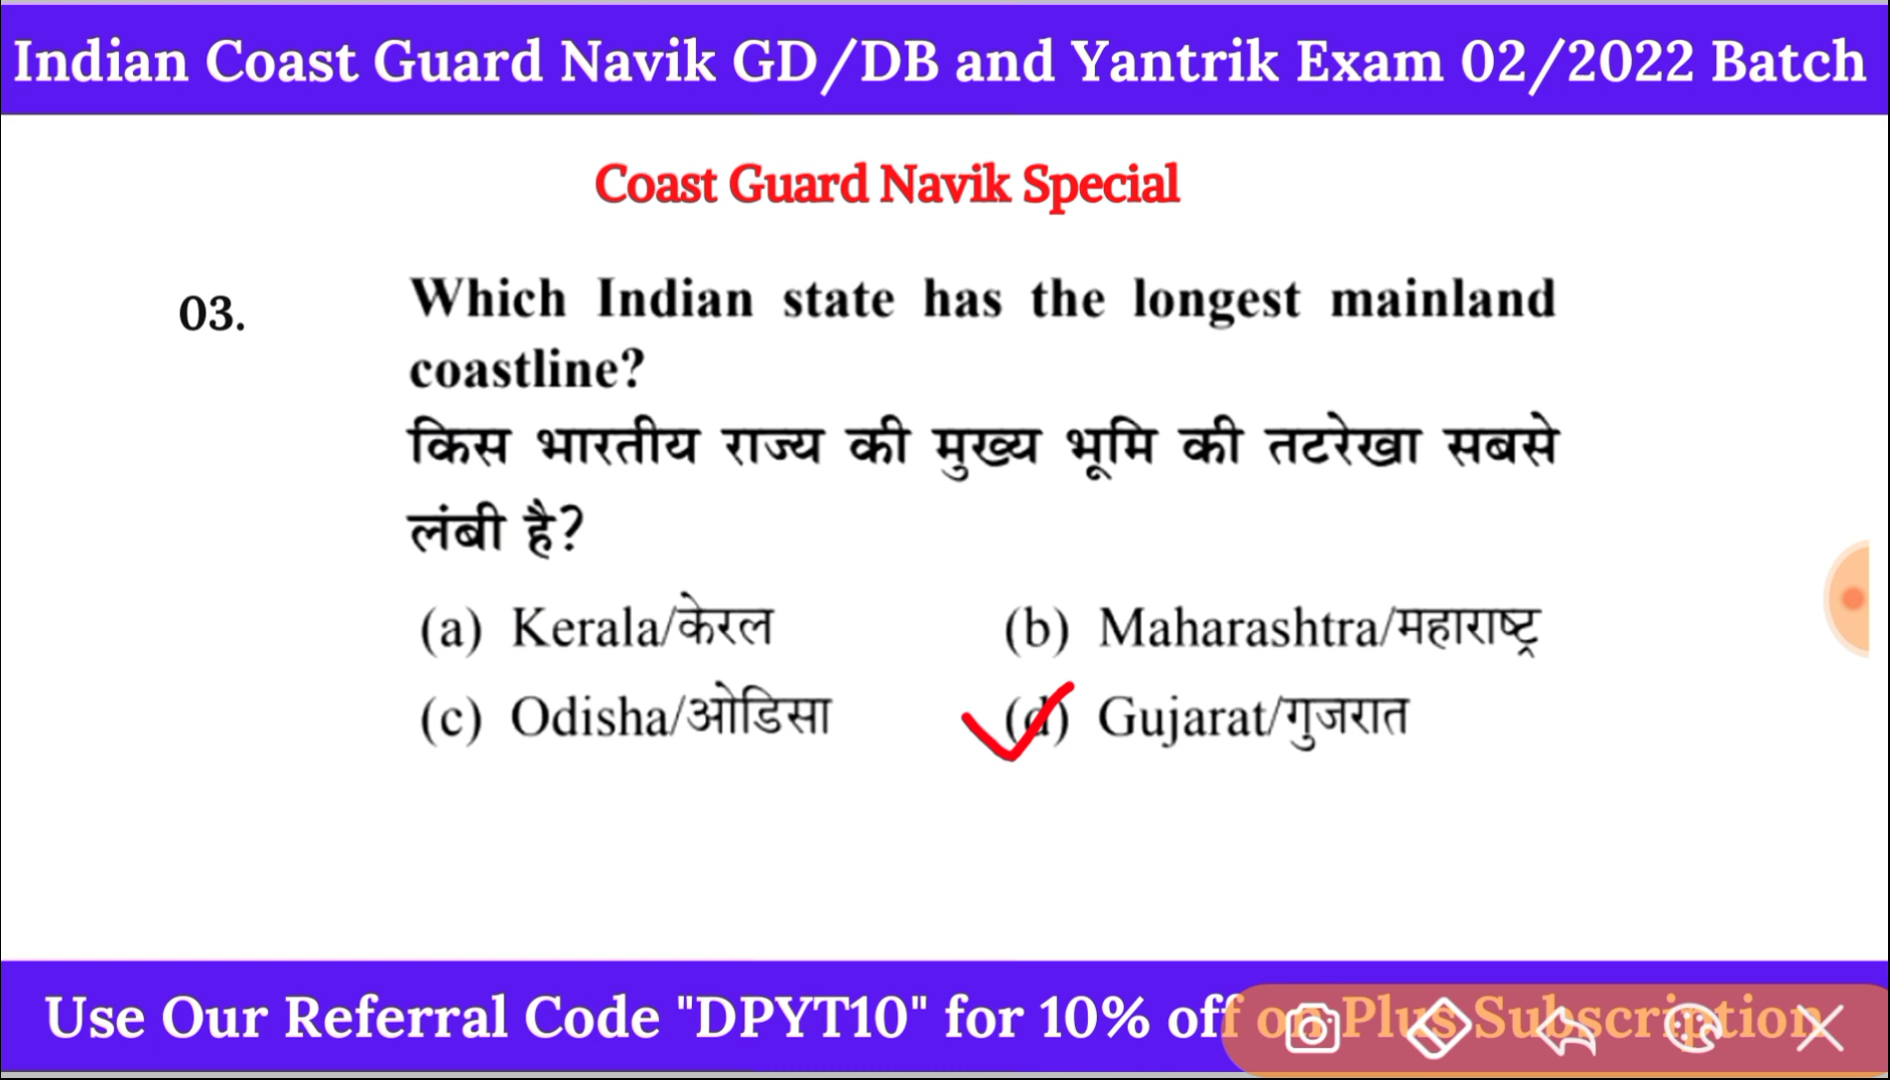 Indian Coast Guard Navik GD/DB and Yantrik Exam 02/2022 Batch
Coast Guard Navik Special
03. Which Indian state has the longest mainland
coastline?
किस भारतीय राज्य की मुख्य भूमि की तटरेखा सबसे
लंबी है?
(a) Kerala/केरल (b) Maharashtra/महाराष्ट्र
(c) Odisha/ओडिसा (d) Gujarat/गुजरात
Use Our Referral Code "DPYT10" for 10% off on Plus Subscription